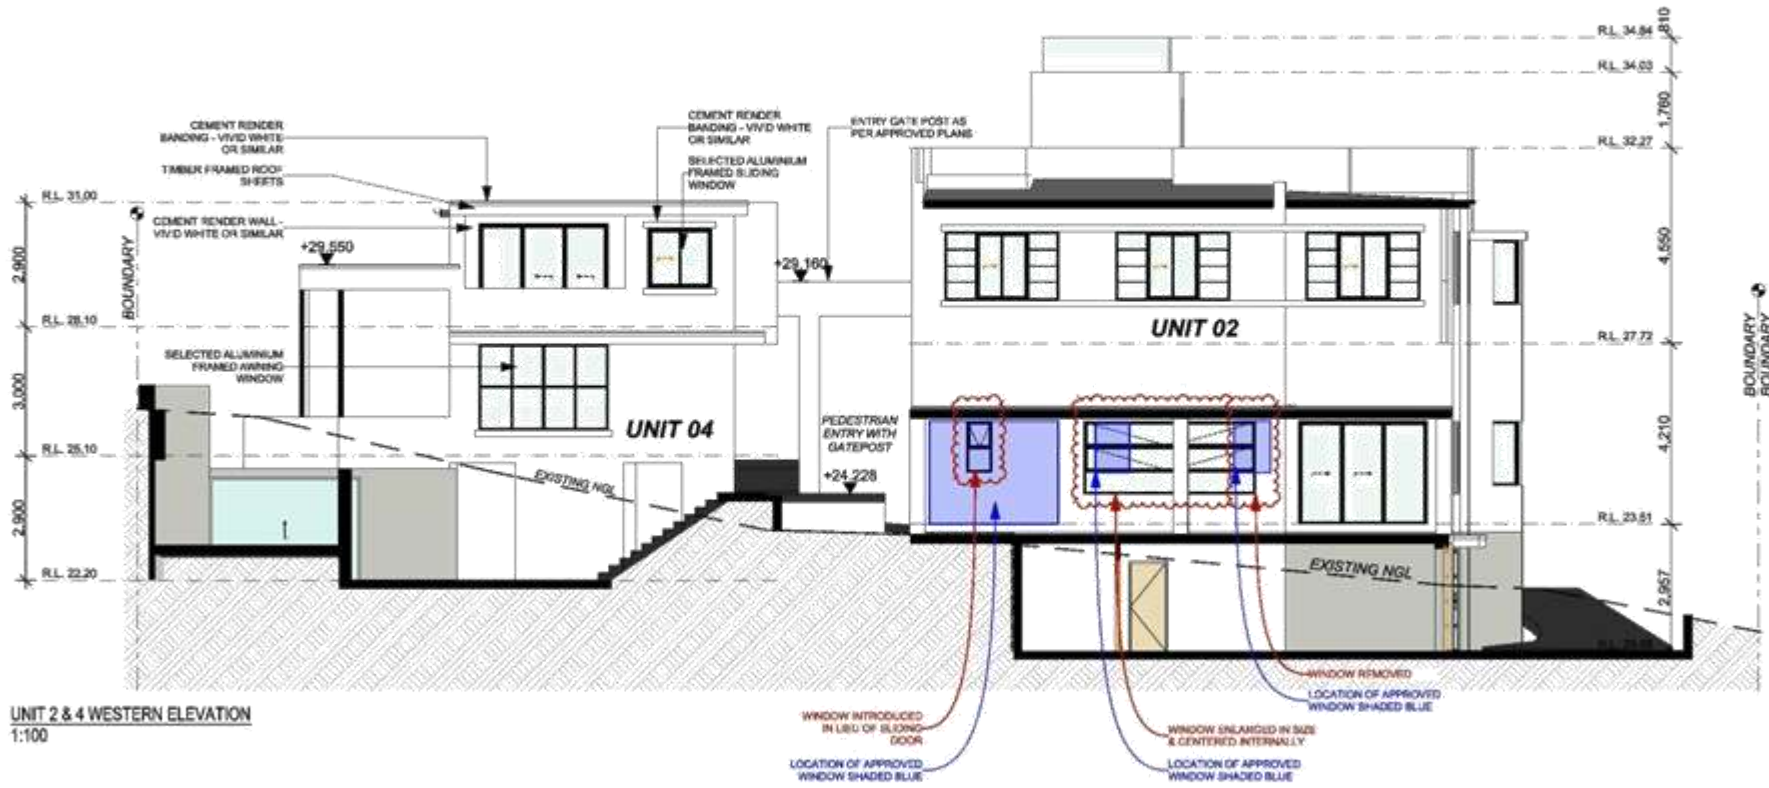 R.L. 34.84
810
R.L. 34.03
1,760
R.L. 32.27
CEMENT RENDER
BANDING - VIVID WHITE
OR SIMILAR
TIMBER FRAMED ROOF
SHEETS
CEMENT RENDER WALL -
VIVID WHITE OR SIMILAR
CEMENT RENDER
BANDING - VIVID WHITE
OR SIMILAR
SELECTED ALUMINIUM
FRAMED SLIDING
WINDOW
ENTRY GATE POST AS
PER APPROVED PLANS
R.L. 31.00
+29.550
+29.160
2,900
BOUNDARY
4,550
R.L. 28.10
UNIT 02
R.L. 27.72
SELECTED ALUMINIUM
FRAMED AWNING
WINDOW
3,000
BOUNDARY
BOUNDARY
UNIT 04
PEDESTRIAN
ENTRY WITH
GATEPOST
4,210
R.L. 25.10
EXISTING NGL
+24.228
2,900
R.L. 23.51
R.L. 22.20
EXISTING NGL
2,957
WINDOW REMOVED
LOCATION OF APPROVED
WINDOW SHADED BLUE
WINDOW INTRODUCED
IN LIEU OF SLIDING
DOOR
WINDOW ENLARGED IN SIZE
& CENTERED INTERNALLY
LOCATION OF APPROVED
WINDOW SHADED BLUE
LOCATION OF APPROVED
WINDOW SHADED BLUE
UNIT 2 & 4 WESTERN ELEVATION
1:100